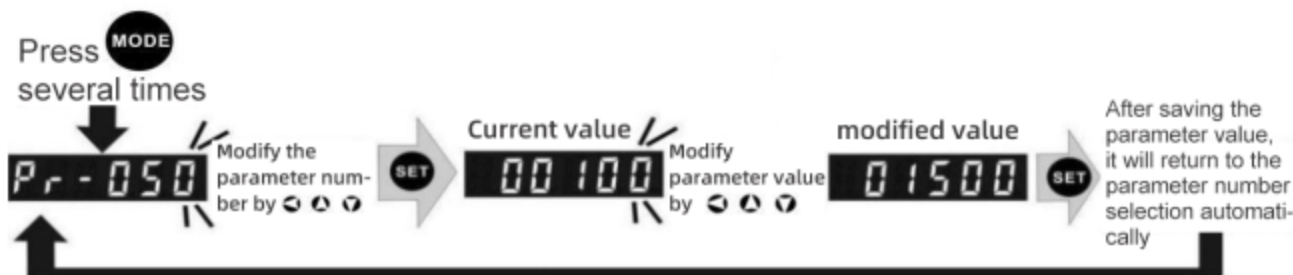 Press MODE
several times
Pr-050
Modify the
parameter num-
ber by
SET
Current value
00100
Modify
parameter value
by
modified value
01500
SET
After saving the
parameter value,
it will return to the
parameter number
selection automati-
cally